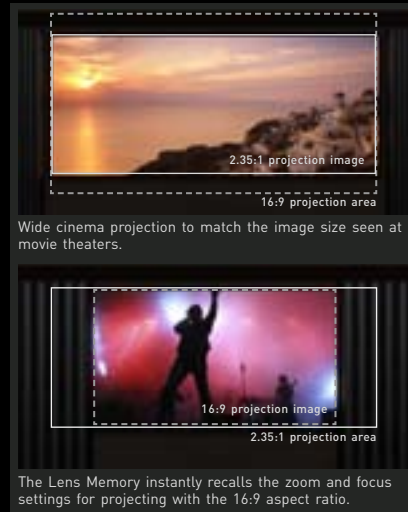 2.35:1 projection image
16:9 projection area
Wide cinema projection to match the image size seen at
movie theaters.
16:9 projection image
2.35:1 projection area
The Lens Memory instantly recalls the zoom and focus
settings for projecting with the 16:9 aspect ratio.